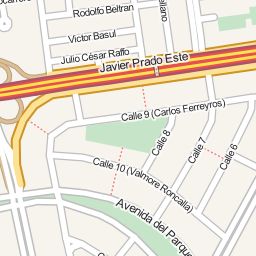 Rodolfo Beltran
Victor Basul
Julio César Raffo
Javier Prado Este
Calle 9 (Carlos Ferreyros)
Calle 8
Calle 7
Calle 6
Calle 10 (Valmore Roncalla)
Avenida del Parque